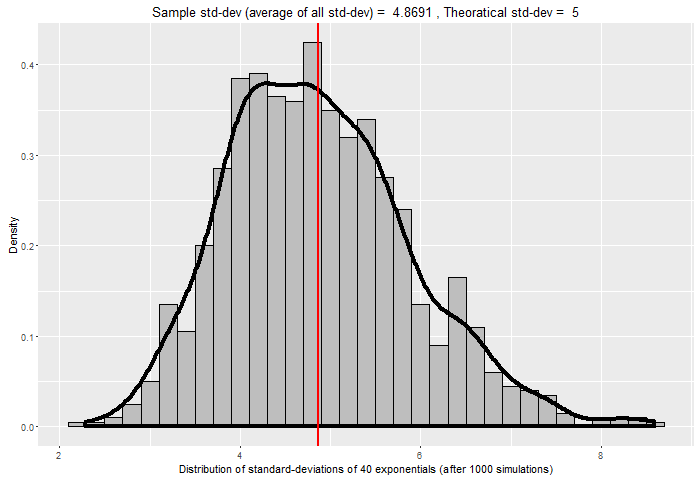 Sample std-dev (average of all std-dev) = 4.8691 , Theoratical std-dev = 5
0.4
0.3
0.2
0.1
0.0
Density
2 4 6 8
Distribution of standard-deviations of 40 exponentials (after 1000 simulations)